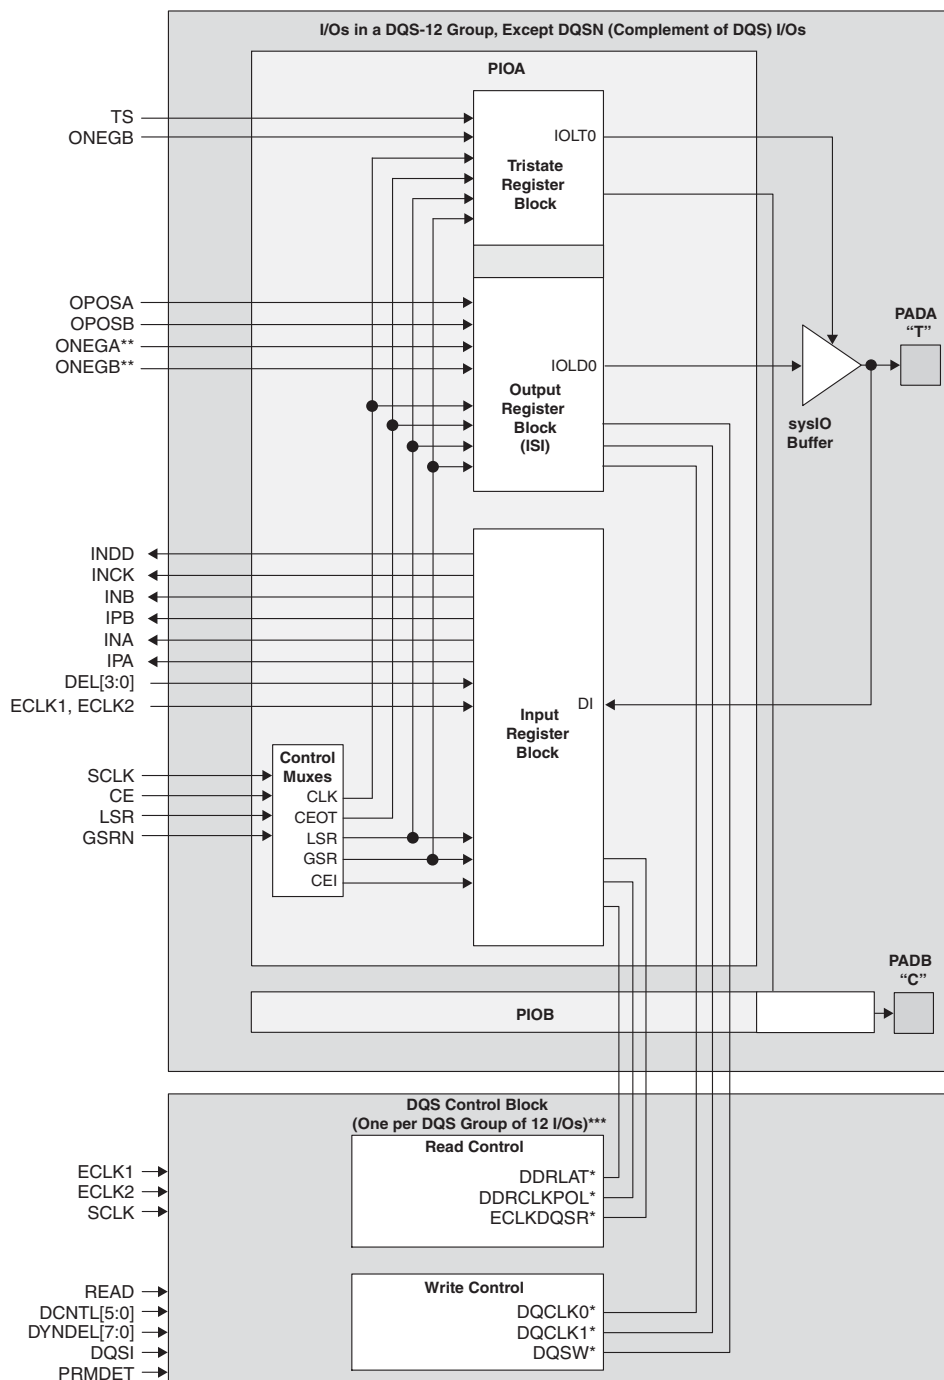 I/Os in a DQS-12 Group, Except DQSN (Complement of DQS) I/Os
PIOA
TS
ONEGB
IOLT0
Tristate
Register
Block
OPOSA
OPOSB
ONEGA**
ONEGB**
IOLD0
Output
Register
Block
(ISI)
PADA
“T”
sysIO
Buffer
INDD
INCK
INB
IPB
INA
IPA
DEL[3:0]
ECLK1, ECLK2
DI
Input
Register
Block
Control
Muxes
SCLK
CE
LSR
GSRN
CLK
CEOT
LSR
GSR
CEI
PADB
“C”
PIOB
DQS Control Block
(One per DQS Group of 12 I/Os)***
Read Control
ECLK1
ECLK2
SCLK
DDRLAT*
DDRCLKPOL*
ECLKDQSR*
Write Control
READ
DCNTL[5:0]
DYNDEL[7:0]
DQSI
PRMDET
DQCLK0*
DQCLK1*
DQSW*